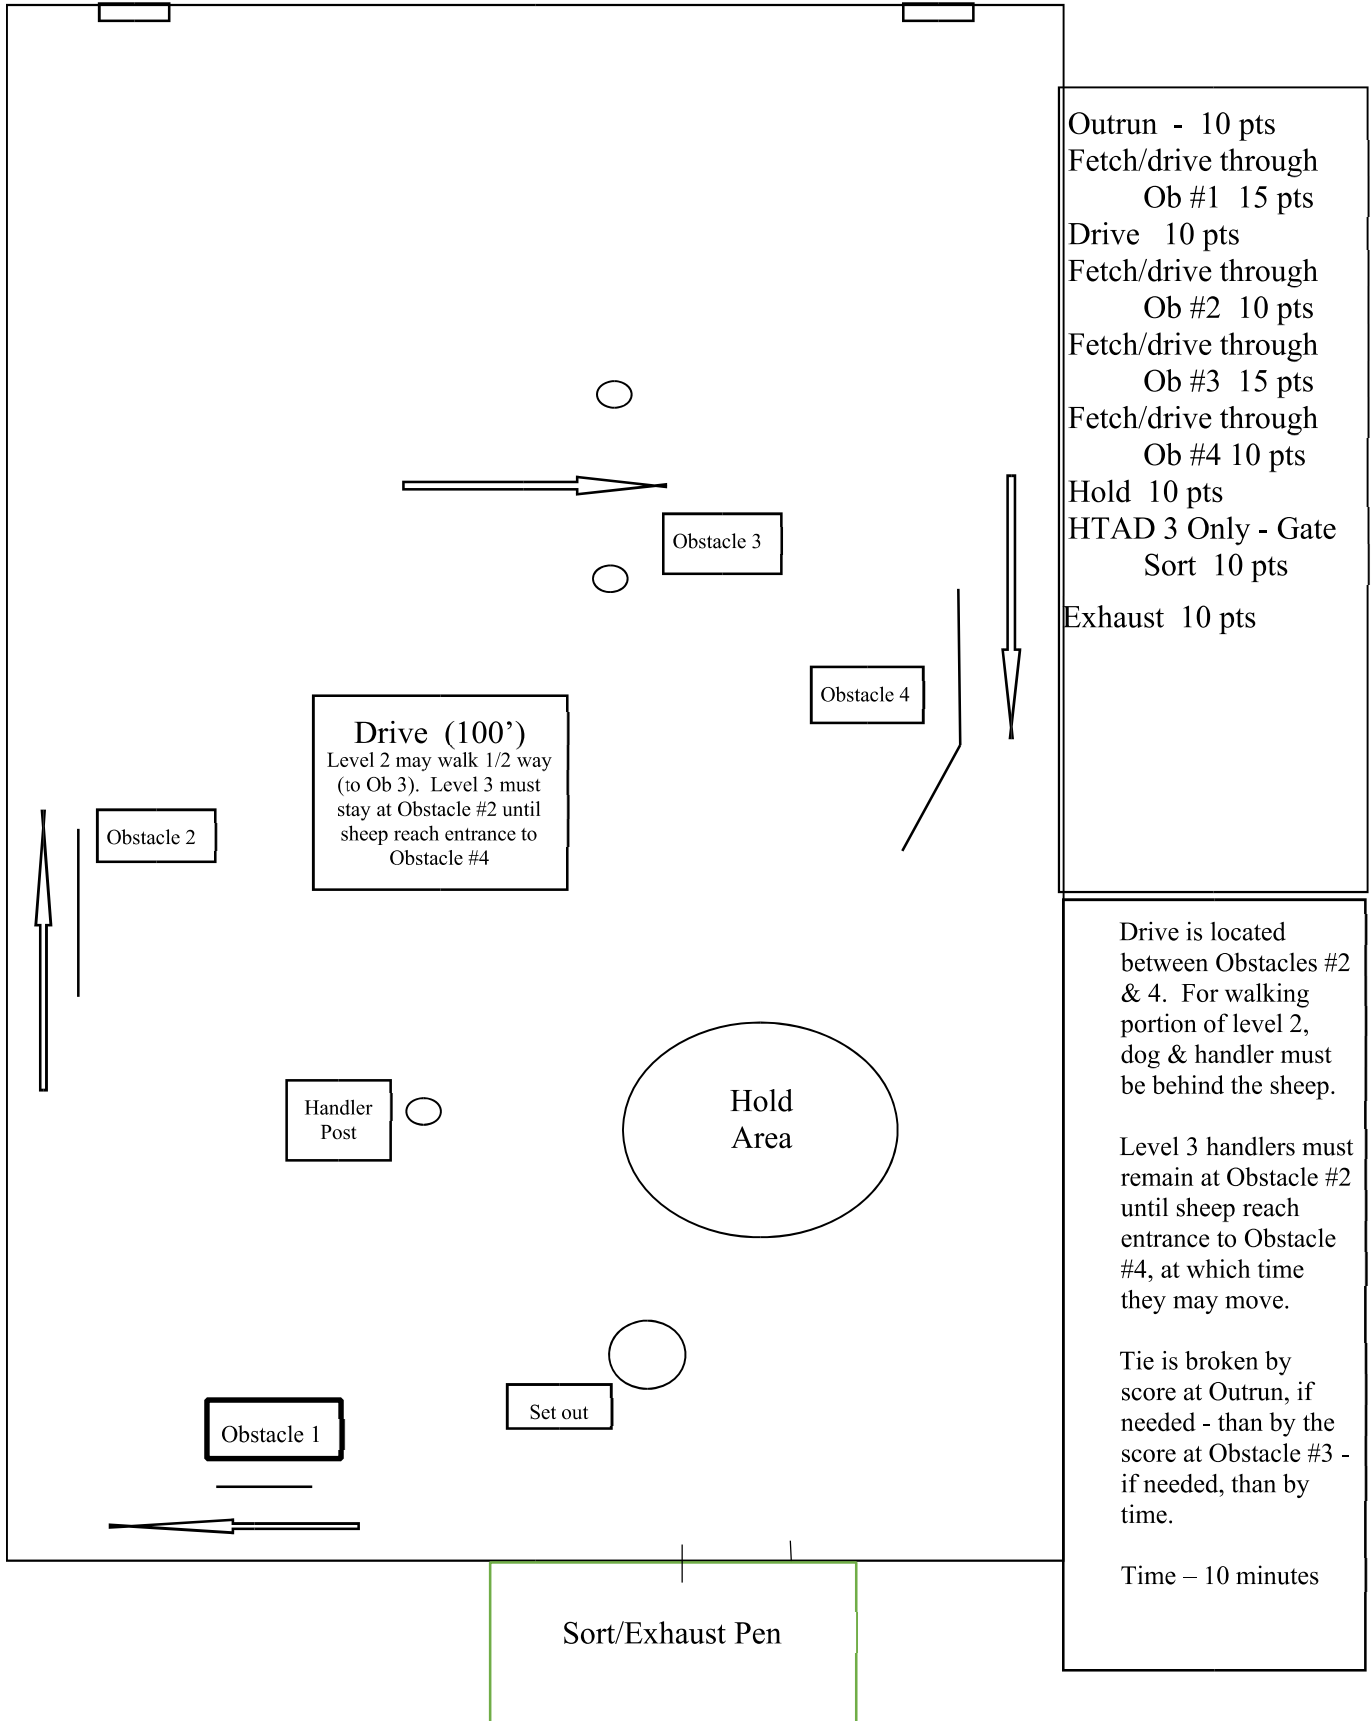 Outrun - 10 pts
Fetch/drive through
Ob #1 15 pts
Drive 10 pts
Fetch/drive through
Ob #2 10 pts
Fetch/drive through
Ob #3 15 pts
Fetch/drive through
Ob #4 10 pts
Hold 10 pts
HTAD 3 Only - Gate
Sort 10 pts
Exhaust 10 pts
Obstacle 3
Obstacle 4
Drive (100’)
Level 2 may walk 1/2 way
(to Ob 3). Level 3 must
stay at Obstacle #2 until
sheep reach entrance to
Obstacle #4
Obstacle 2
Drive is located
between Obstacles #2
& 4. For walking
portion of level 2,
dog & handler must
be behind the sheep.
Level 3 handlers must
remain at Obstacle #2
until sheep reach
entrance to Obstacle
#4, at which time
they may move.
Tie is broken by
score at Outrun, if
needed - than by the
score at Obstacle #3 -
if needed, than by
time.
Time – 10 minutes
Handler
Post
Hold
Area
Set out
Obstacle 1
Sort/Exhaust Pen